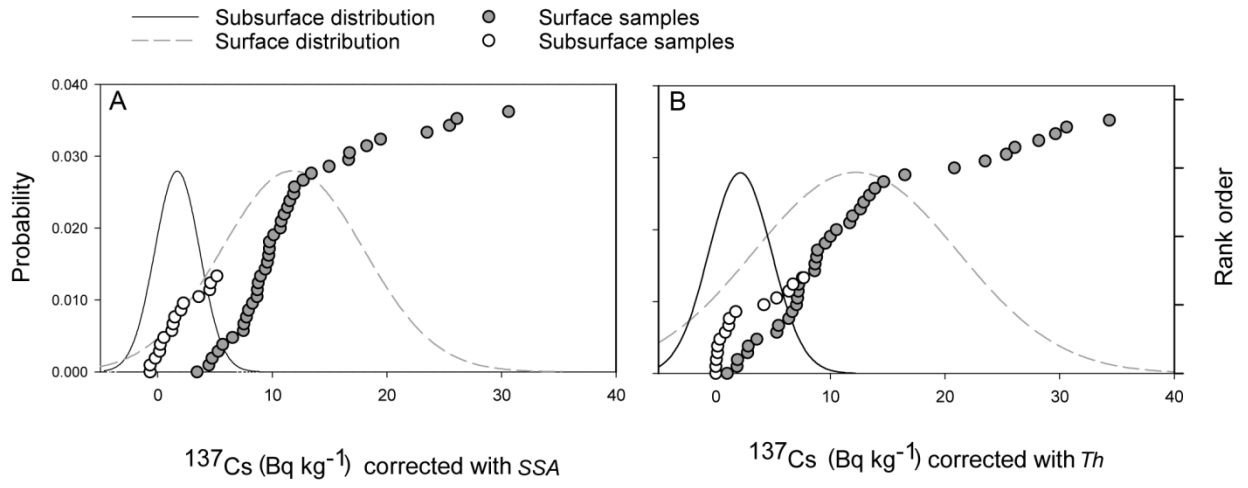 Subsurface distribution
Surface samples
Surface distribution
Subsurface samples
A
B
0.040
0.030
0.020
0.010
0.000
Probability
Rank order
0 10 20 30 40
0 10 20 30 40
¹³⁷Cs (Bq kg⁻¹) corrected with SSA
¹³⁷Cs (Bq kg⁻¹) corrected with Th